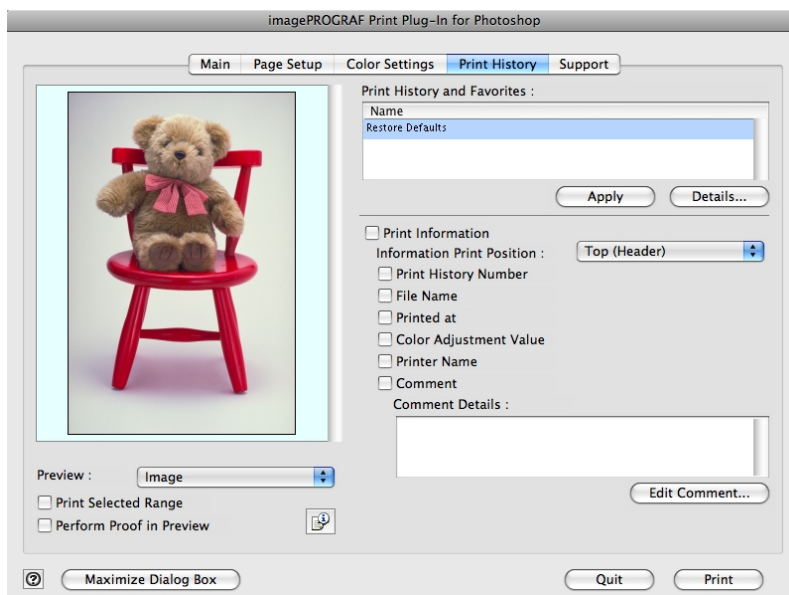 imagePROGRAF Print Plug-In for Photoshop
Main Page Setup Color Settings Print History Support
Print History and Favorites :
Name
Restore Defaults
Apply Details...
Print Information
Information Print Position : Top (Header)
Print History Number
File Name
Printed at
Color Adjustment Value
Printer Name
Comment
Comment Details :
Edit Comment...
Preview : Image
Print Selected Range
Perform Proof in Preview
? Maximize Dialog Box Quit Print